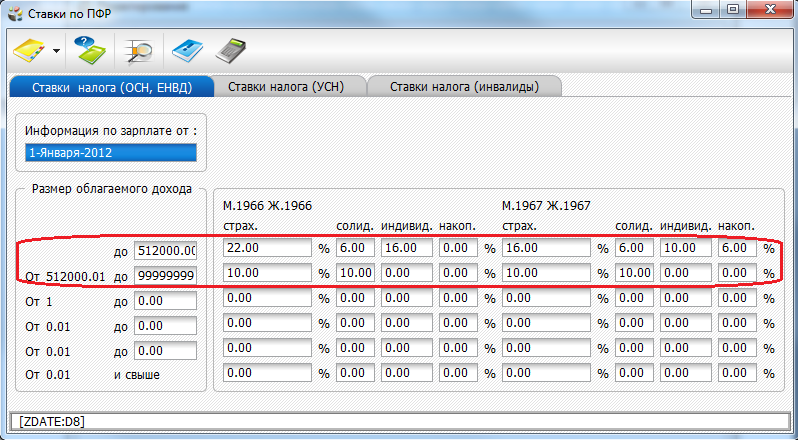 Ставки по ПФР
Ставки налога (ОСН, ЕНВД) Ставки налога (УСН) Ставки налога (инвалиды)
Информация по зарплате от :
1-Января-2012
Размер облагаемого дохода
М.1966 Ж.1966 М.1967 Ж.1967
страх. солид. индивид. накоп. страх. солид. индивид. накоп.
до 512000.00 22.00 % 6.00 16.00 0.00 % 16.00 % 6.00 10.00 6.00 %
От 512000.01 до 99999999 10.00 % 10.00 0.00 0.00 % 10.00 % 10.00 0.00 0.00 %
От 1 до 0.00 0.00 % 0.00 0.00 0.00 % 0.00 % 0.00 0.00 0.00 %
От 0.01 до 0.00 0.00 % 0.00 0.00 0.00 % 0.00 % 0.00 0.00 0.00 %
От 0.01 до 0.00 0.00 % 0.00 0.00 0.00 % 0.00 % 0.00 0.00 0.00 %
От 0.01 и свыше 0.00 % 0.00 0.00 0.00 % 0.00 % 0.00 0.00 0.00 %
[ZDATE:D8]